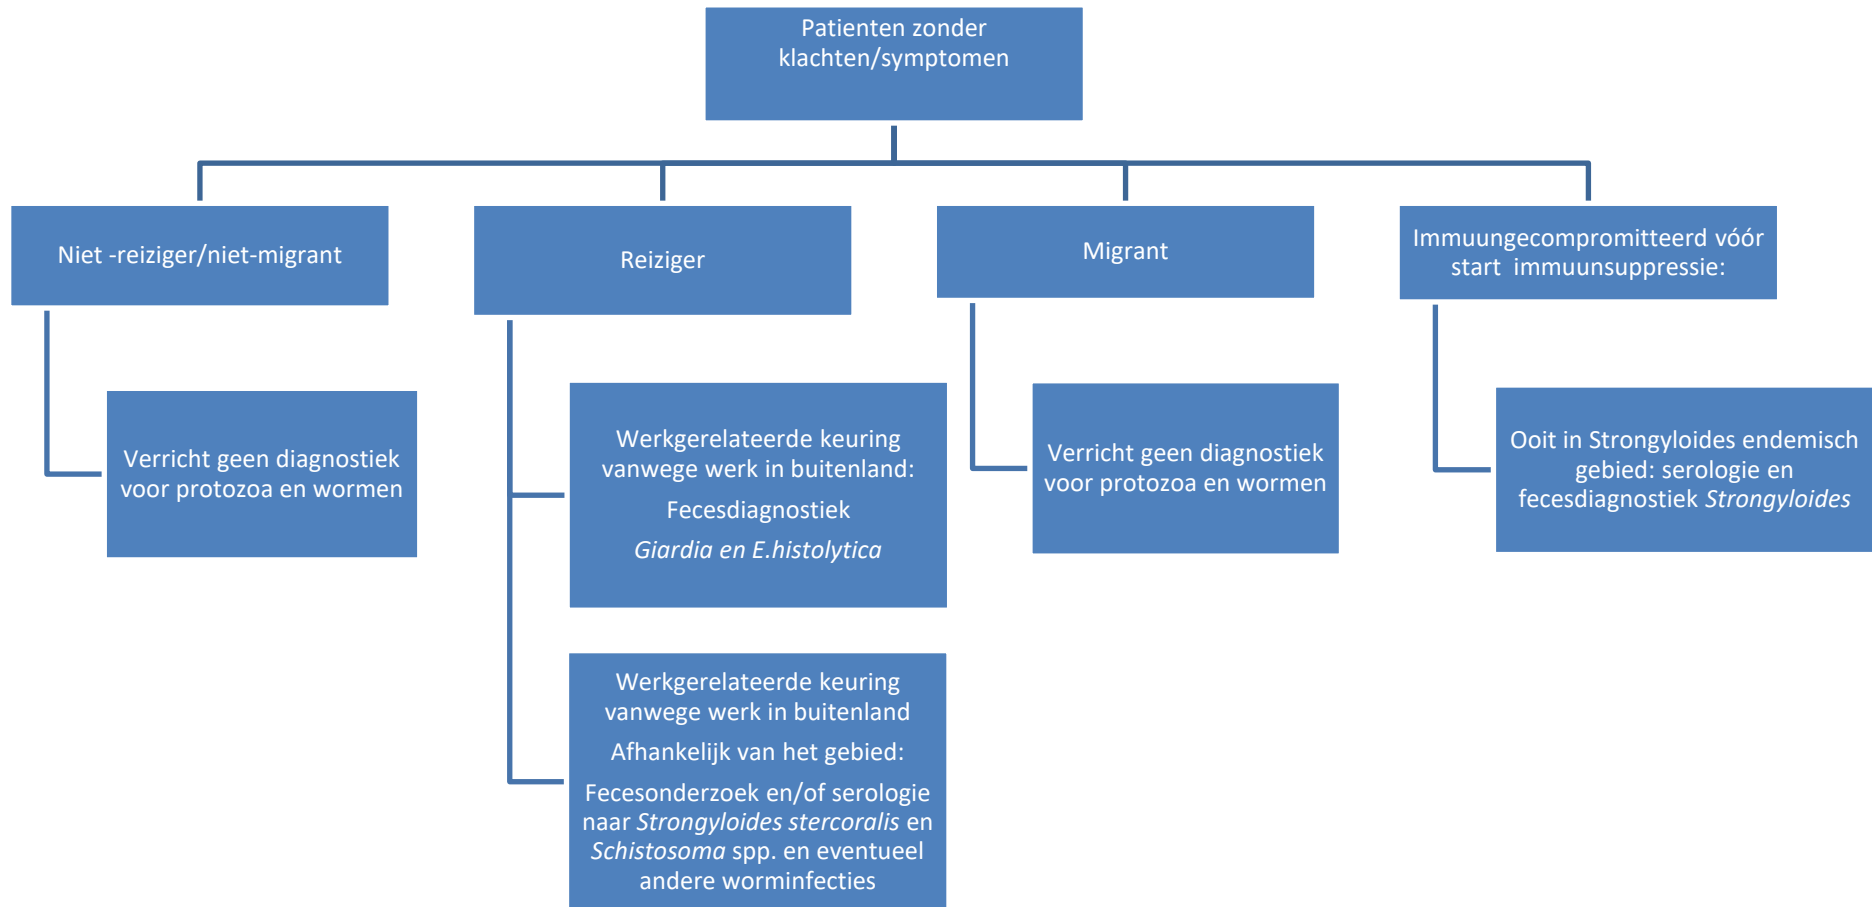 Patienten zonder
klachten/symptomen
Niet -reiziger/niet-migrant
Reiziger
Migrant
Immuungecompromitteerd vóór
start  immuunsuppressie:
Verricht geen diagnostiek
voor protozoa en wormen
Werkgerelateerde keuring
vanwege werk in buitenland:
Fecesdiagnostiek
Giardia en E.histolytica
Werkgerelateerde keuring
vanwege werk in buitenland
Afhankelijk van het gebied:
Fecesonderzoek en/of serologie
naar Strongyloides stercoralis en
Schistosoma spp. en eventueel
andere worminfecties
Verricht geen diagnostiek
voor protozoa en wormen
Ooit in Strongyloides endemisch
gebied: serologie en
fecesdiagnostiek Strongyloides